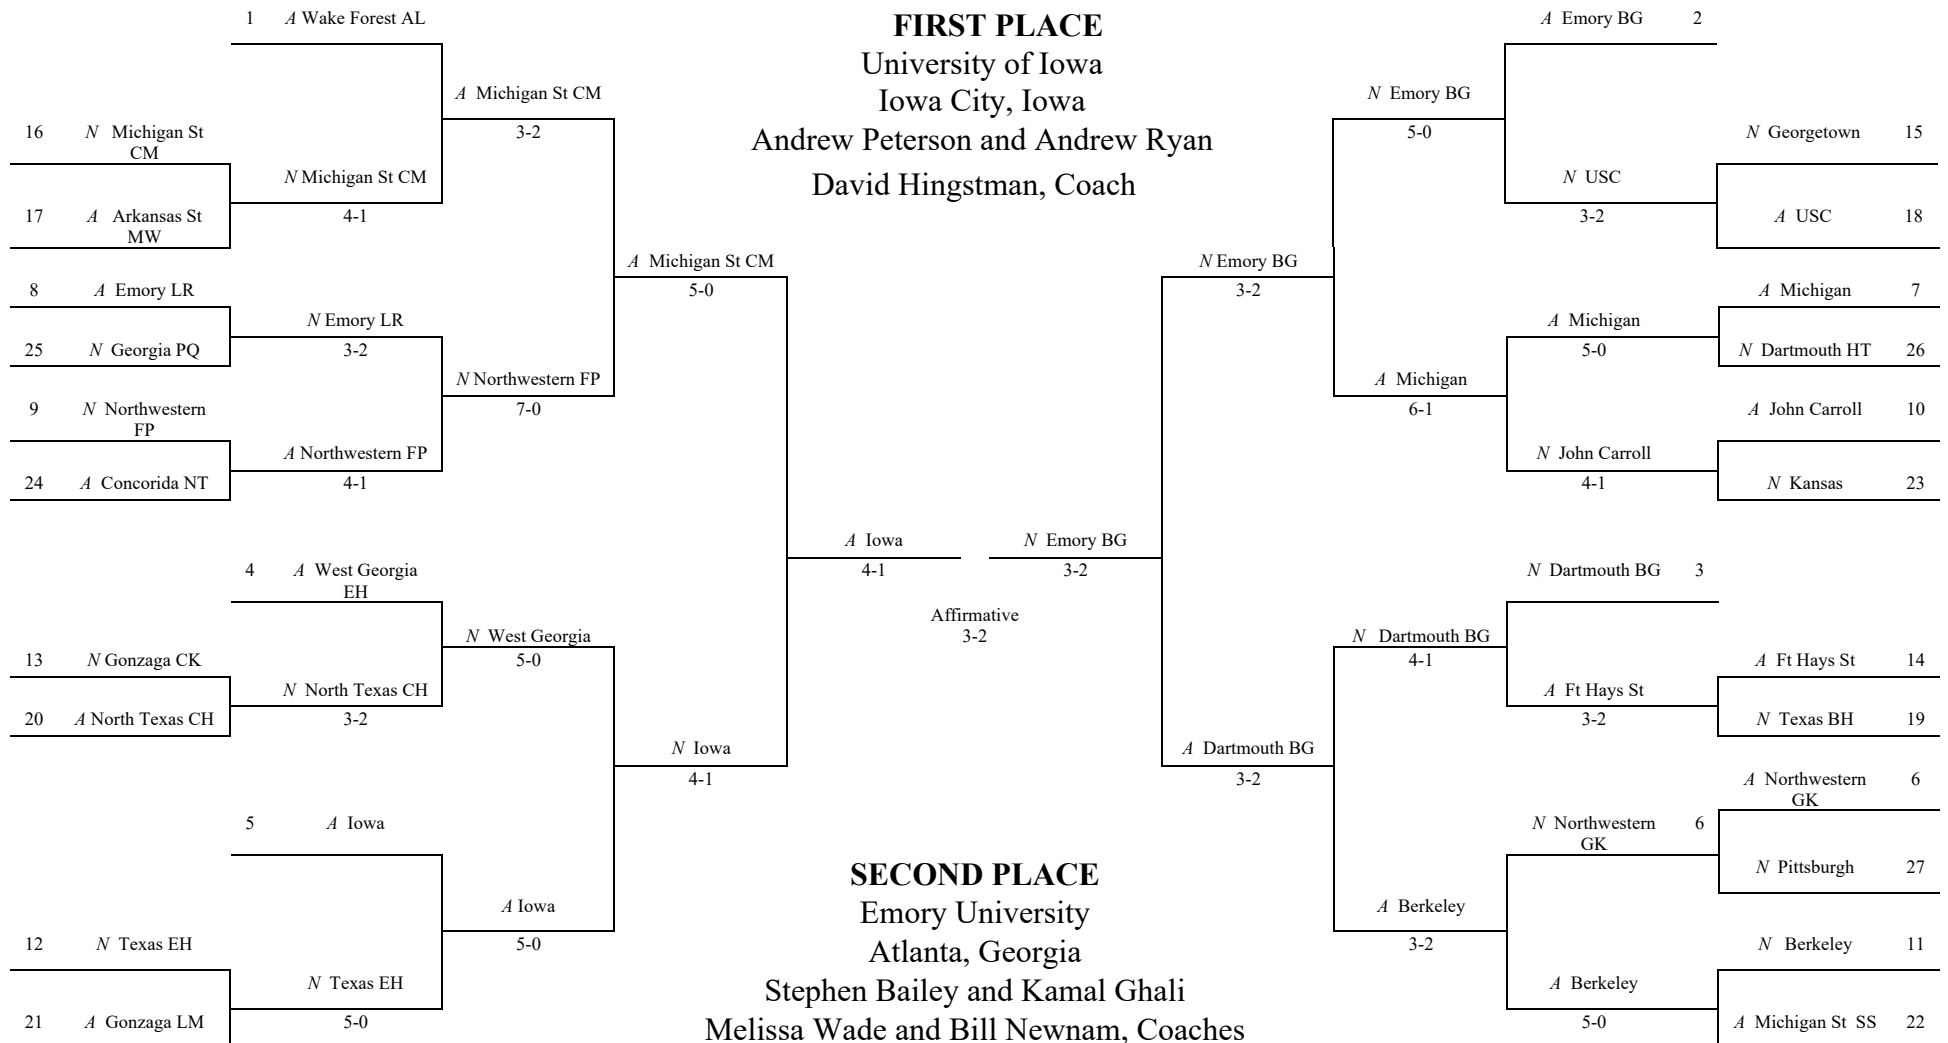 1 A Wake Forest AL
16 N Michigan St
CM
17 A Arkansas St
MW
N Michigan St CM
4-1
A Michigan St CM
3-2
8 A Emory LR
25 N Georgia PQ
N Emory LR
3-2
9 N Northwestern
FP
24 A Concorida NT
A Northwestern FP
4-1
N Northwestern FP
7-0
A Michigan St CM
5-0
4 A West Georgia
EH
13 N Gonzaga CK
20 A North Texas CH
N North Texas CH
3-2
N West Georgia
5-0
5 A Iowa
12 N Texas EH
21 A Gonzaga LM
N Texas EH
5-0
A Iowa
5-0
N Iowa
4-1
A Iowa
4-1
FIRST PLACE
University of Iowa
Iowa City, Iowa
Andrew Peterson and Andrew Ryan
David Hingstman, Coach
Affirmative
3-2
SECOND PLACE
Emory University
Atlanta, Georgia
Stephen Bailey and Kamal Ghali
Melissa Wade and Bill Newnam, Coaches
N Emory BG
3-2
N Emory BG
3-2
N Emory BG
5-0
A Emory BG 2
N USC
3-2
N Georgetown 15
A USC 18
A Michigan
6-1
A Michigan
5-0
A Michigan 7
N Dartmouth HT 26
N John Carroll
4-1
A John Carroll 10
N Kansas 23
A Dartmouth BG
3-2
N Dartmouth BG
4-1
N Dartmouth BG 3
A Ft Hays St
3-2
A Ft Hays St 14
N Texas BH 19
A Berkeley
3-2
N Northwestern 6
GK
A Northwestern 6
GK
N Pittsburgh 27
A Berkeley
5-0
N Berkeley 11
A Michigan St SS 22